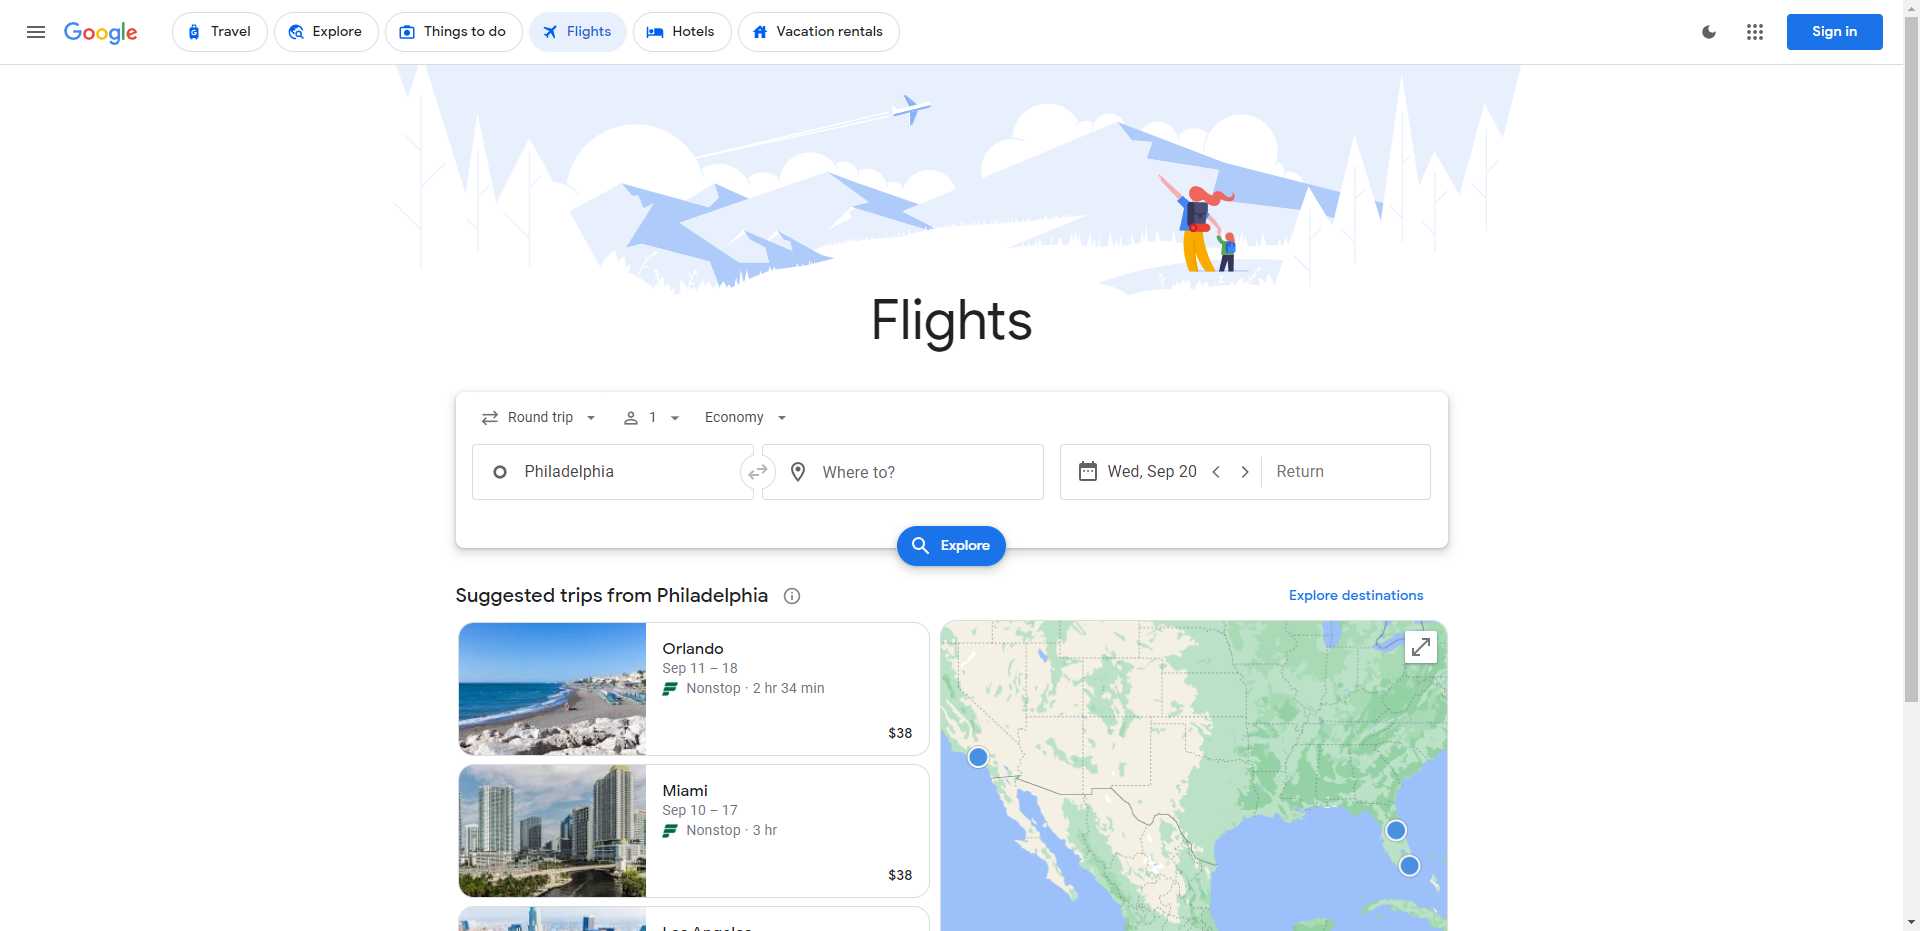 Google
Travel
Explore
Things to do
Flights
Hotels
Vacation rentals
Sign in
Flights
Round trip
1
Economy
Philadelphia
Where to?
Wed, Sep 20
Return
Explore
Suggested trips from Philadelphia
Explore destinations
Orlando
Sep 11 – 18
Nonstop · 2 hr 34 min
$38
Miami
Sep 10 – 17
Nonstop · 3 hr
$38
Los Angeles